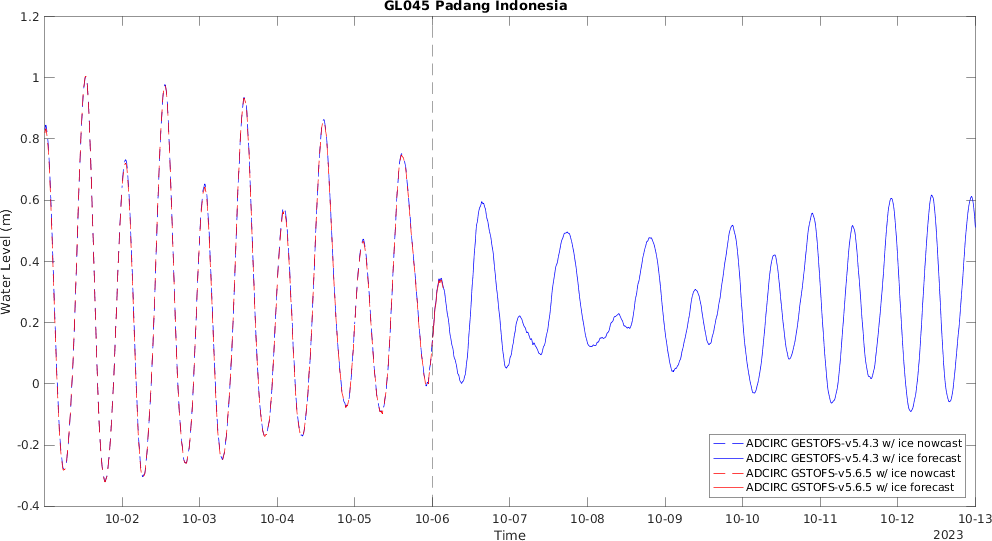 GL045 Padang Indonesia
Water Level (m)
1.2
1
0.8
0.6
0.4
0.2
0
-0.2
-0.4
ADCIRC GESTOFS-v5.4.3 w/ ice nowcast
ADCIRC GESTOFS-v5.4.3 w/ ice forecast
ADCIRC GSTOFS-v5.6.5 w/ ice nowcast
ADCIRC GSTOFS-v5.6.5 w/ ice forecast
10-02 10-03 10-04 10-05 10-06 10-07 10-08 10-09 10-10 10-11 10-12 10-13
Time
2023